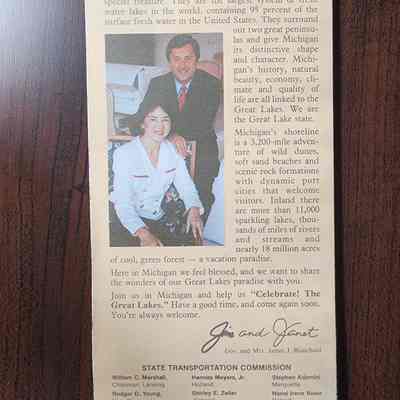 special treasure. They are the largest system of fresh
water lakes in the world, containing 95 percent of the
surface fresh water in the United States. They surround
our two great peninsu-
las and give Michigan
its distinctive shape
and character. Michi-
gan's history, natural
beauty, economy, cli-
mate and quality of
life are all linked to the
Great Lakes. We are
the Great Lake state.
Michigan's shoreline
is a 3,200-mile adven-
ture of wild dunes,
soft sand beaches and
scenic rock formations
with dynamic port
cities that welcome
visitors. Inland there
are more than 11,000
sparkling lakes, thou-
sands of miles of rivers
and streams and
nearly 18 million acres
of cool, green forest — a vacation paradise.
Here in Michigan we feel blessed, and we want to share
the wonders of our Great Lakes paradise with you.
Join us in Michigan and help us "Celebrate! The
Great Lakes." Have a good time, and come again soon.
You're always welcome.
Jim and Janet
Gov. and Mrs. James J. Blanchard
STATE TRANSPORTATION COMMISSION
William C. Marshall, Hannes Meyers, Jr. Stephen Adamini
Chairman, Lansing Holland Marquette
Rodger D. Young, Shirley E. Zeller Nansi Irene Rowe